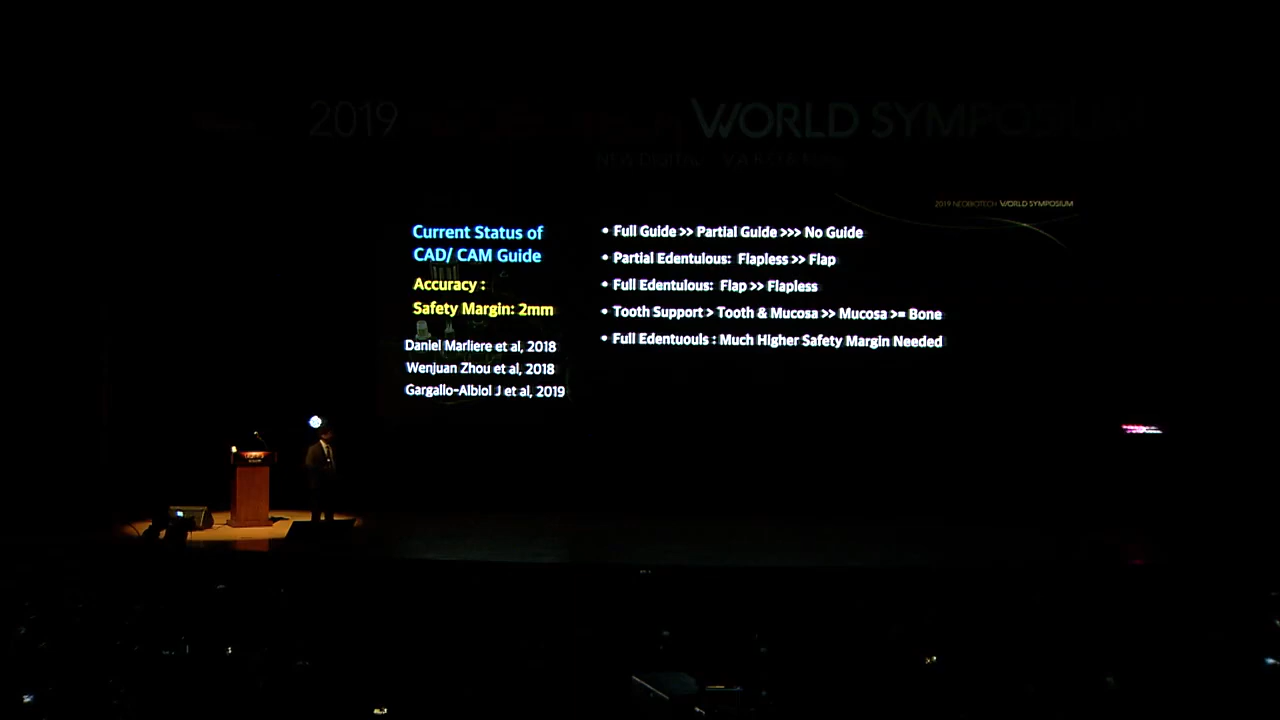 2019 WORLD SYMPOSIUM
2019 NEOBIOTECH WORLD SYMPOSIUM
Current Status of
CAD/ CAM Guide
Accuracy :
Safety Margin: 2mm
Daniel Marliere et al, 2018
Wenjuan Zhou et al, 2018
Gargallo-Albiol J et al, 2019
• Full Guide >> Partial Guide >>> No Guide
• Partial Edentulous: Flapless >> Flap
• Full Edentulous: Flap >> Flapless
• Tooth Support > Tooth & Mucosa >> Mucosa >= Bone
• Full Edentuouls : Much Higher Safety Margin Needed